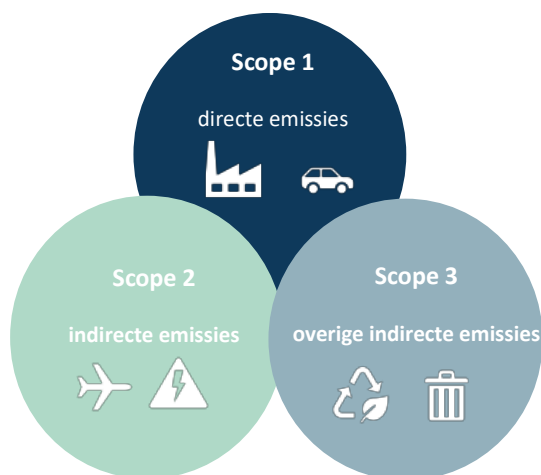 Scope 1
directe emissies
Scope 2
indirecte emissies
Scope 3
overige indirecte emissies